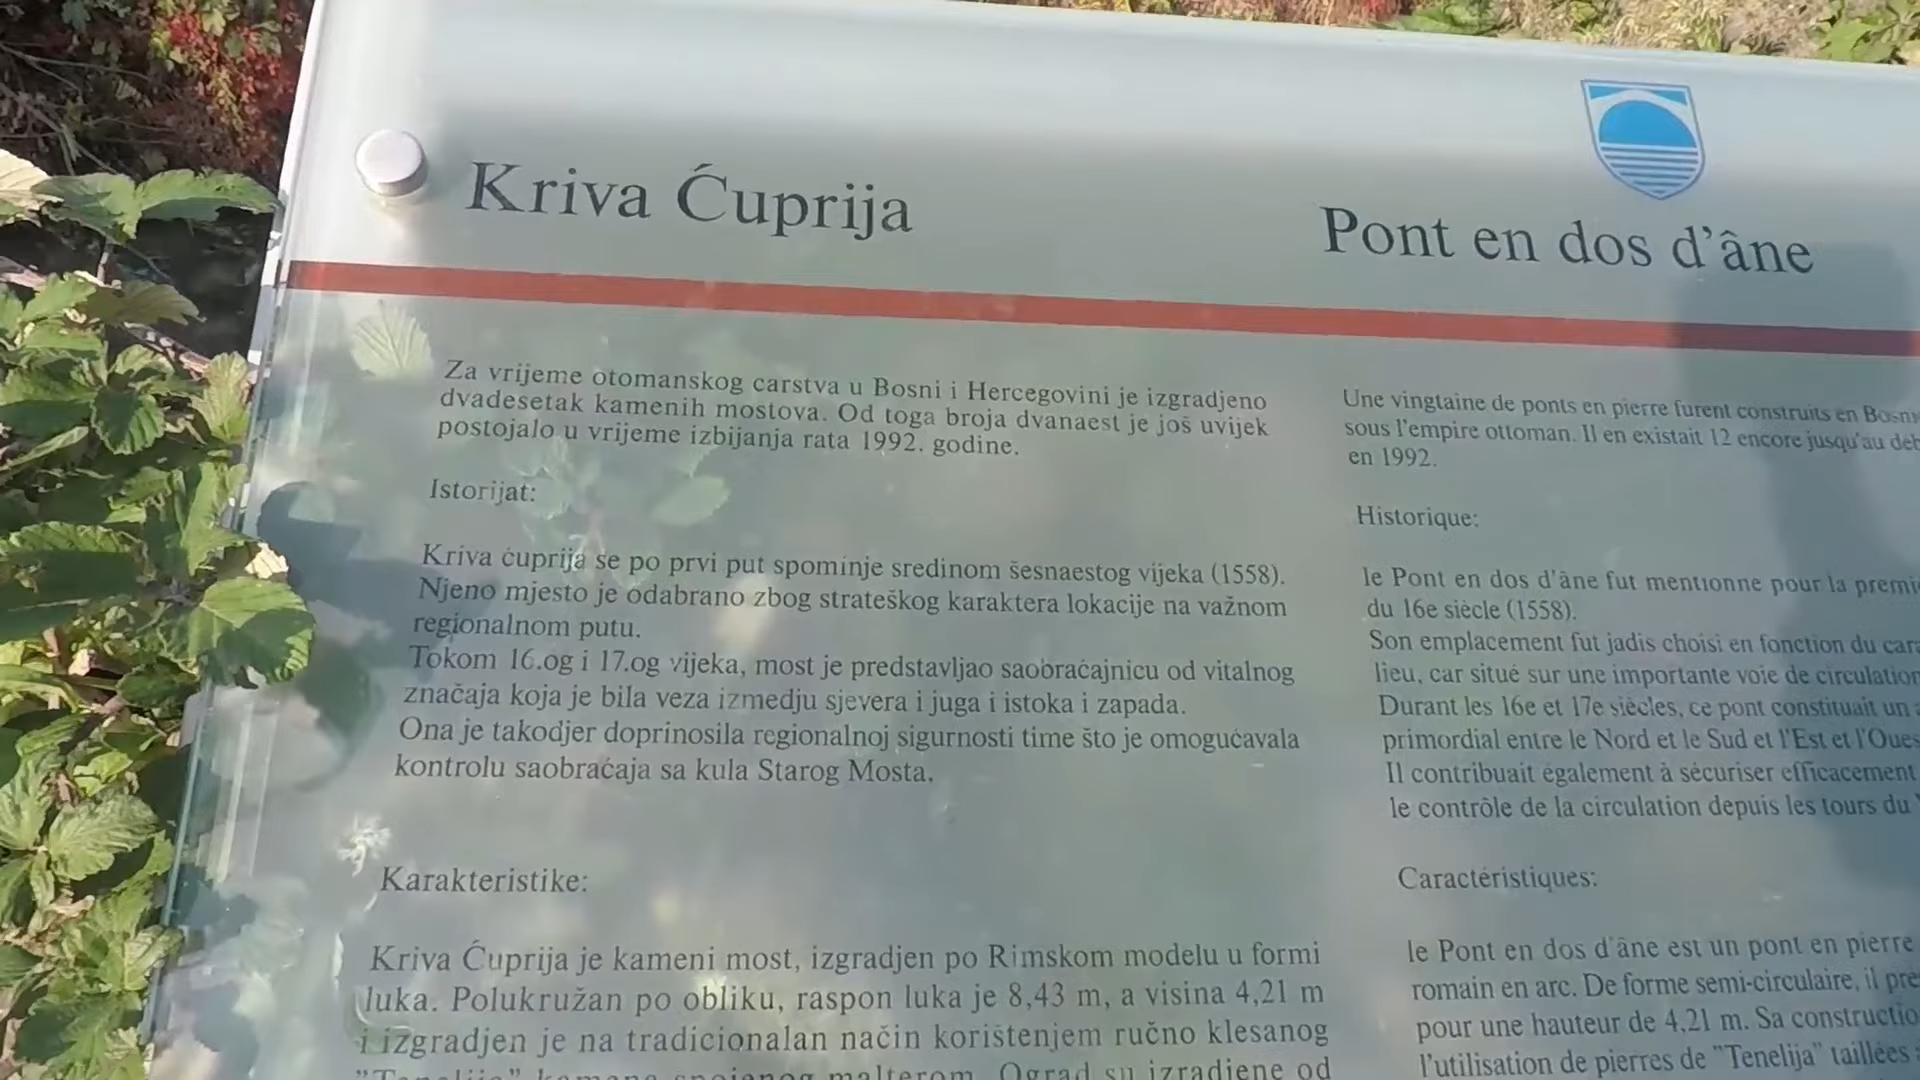 Kriva Ćuprija
Za vrijeme otomanskog carstva u Bosni i Hercegovini je izgradjeno
dvadesetak kamenih mostova. Od toga broja dvanaest je još uvijek
postojalo u vrijeme izbijanja rata 1992. godine.
Istorijat:
Kriva ćuprija se po prvi put spominje sredinom šesnaestog vijeka (1558).
Njeno mjesto je odabrano zbog strateškog karaktera lokacije na važnom
regionalnom putu.
Tokom 16.og i 17.og vijeka, most je predstavljao saobraćajnicu od vitalnog
značaja koja je bila veza izmedju sjevera i juga i istoka i zapada.
Ona je takodjer doprinosila regionalnoj sigurnosti time što je omogućavala
kontrolu saobraćaja sa kula Starog Mosta.
Karakteristike:
Kriva Ćuprija je kameni most, izgradjen po Rimskom modelu u formi
luka. Polukružan po obliku, raspon luka je 8,43 m, a visina 4,21 m
i izgradjen je na tradicionalan način korištenjem ručno klesanog
"Tenelija" kamena spojenog malterom. Ograd su izradjene od
Pont en dos d'âne
Une vingtaine de ponts en pierre furent construits en
sous l'empire ottoman. Il en existait 12 encore jusqu'au
en 1992.
Historique:
le Pont en dos d'âne fut mentionne pour la
du 16e siècle (1558).
Son emplacement fut jadis choisi en fonction du
lieu, car situé sur une importante voie de circulation
Durant les 16e et 17e siècles, ce pont constituait un
primordial entre le Nord et le Sud et l'Est et
Il contribuait également à sécuriser efficacement
le contrôle de la circulation depuis les tours du
Caractéristiques:
le Pont en dos d'âne est un pont en pierre
romain en arc. De forme semi-circulaire, il
pour une hauteur de 4,21 m. Sa
l'utilisation de pierres de "Tenelija" taillées